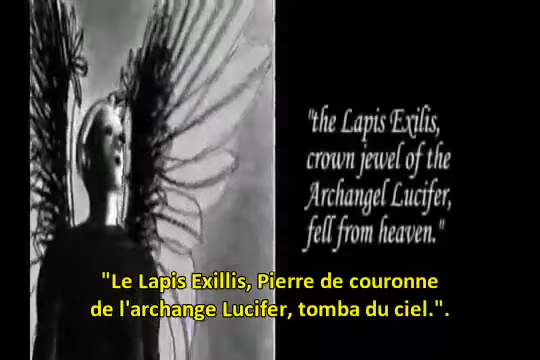 "the Lapis Exilis,
crown jewel of the
Archangel Lucifer,
fell from heaven."
"Le Lapis Exillis, Pierre de couronne
de l'archange Lucifer, tomba du ciel.".